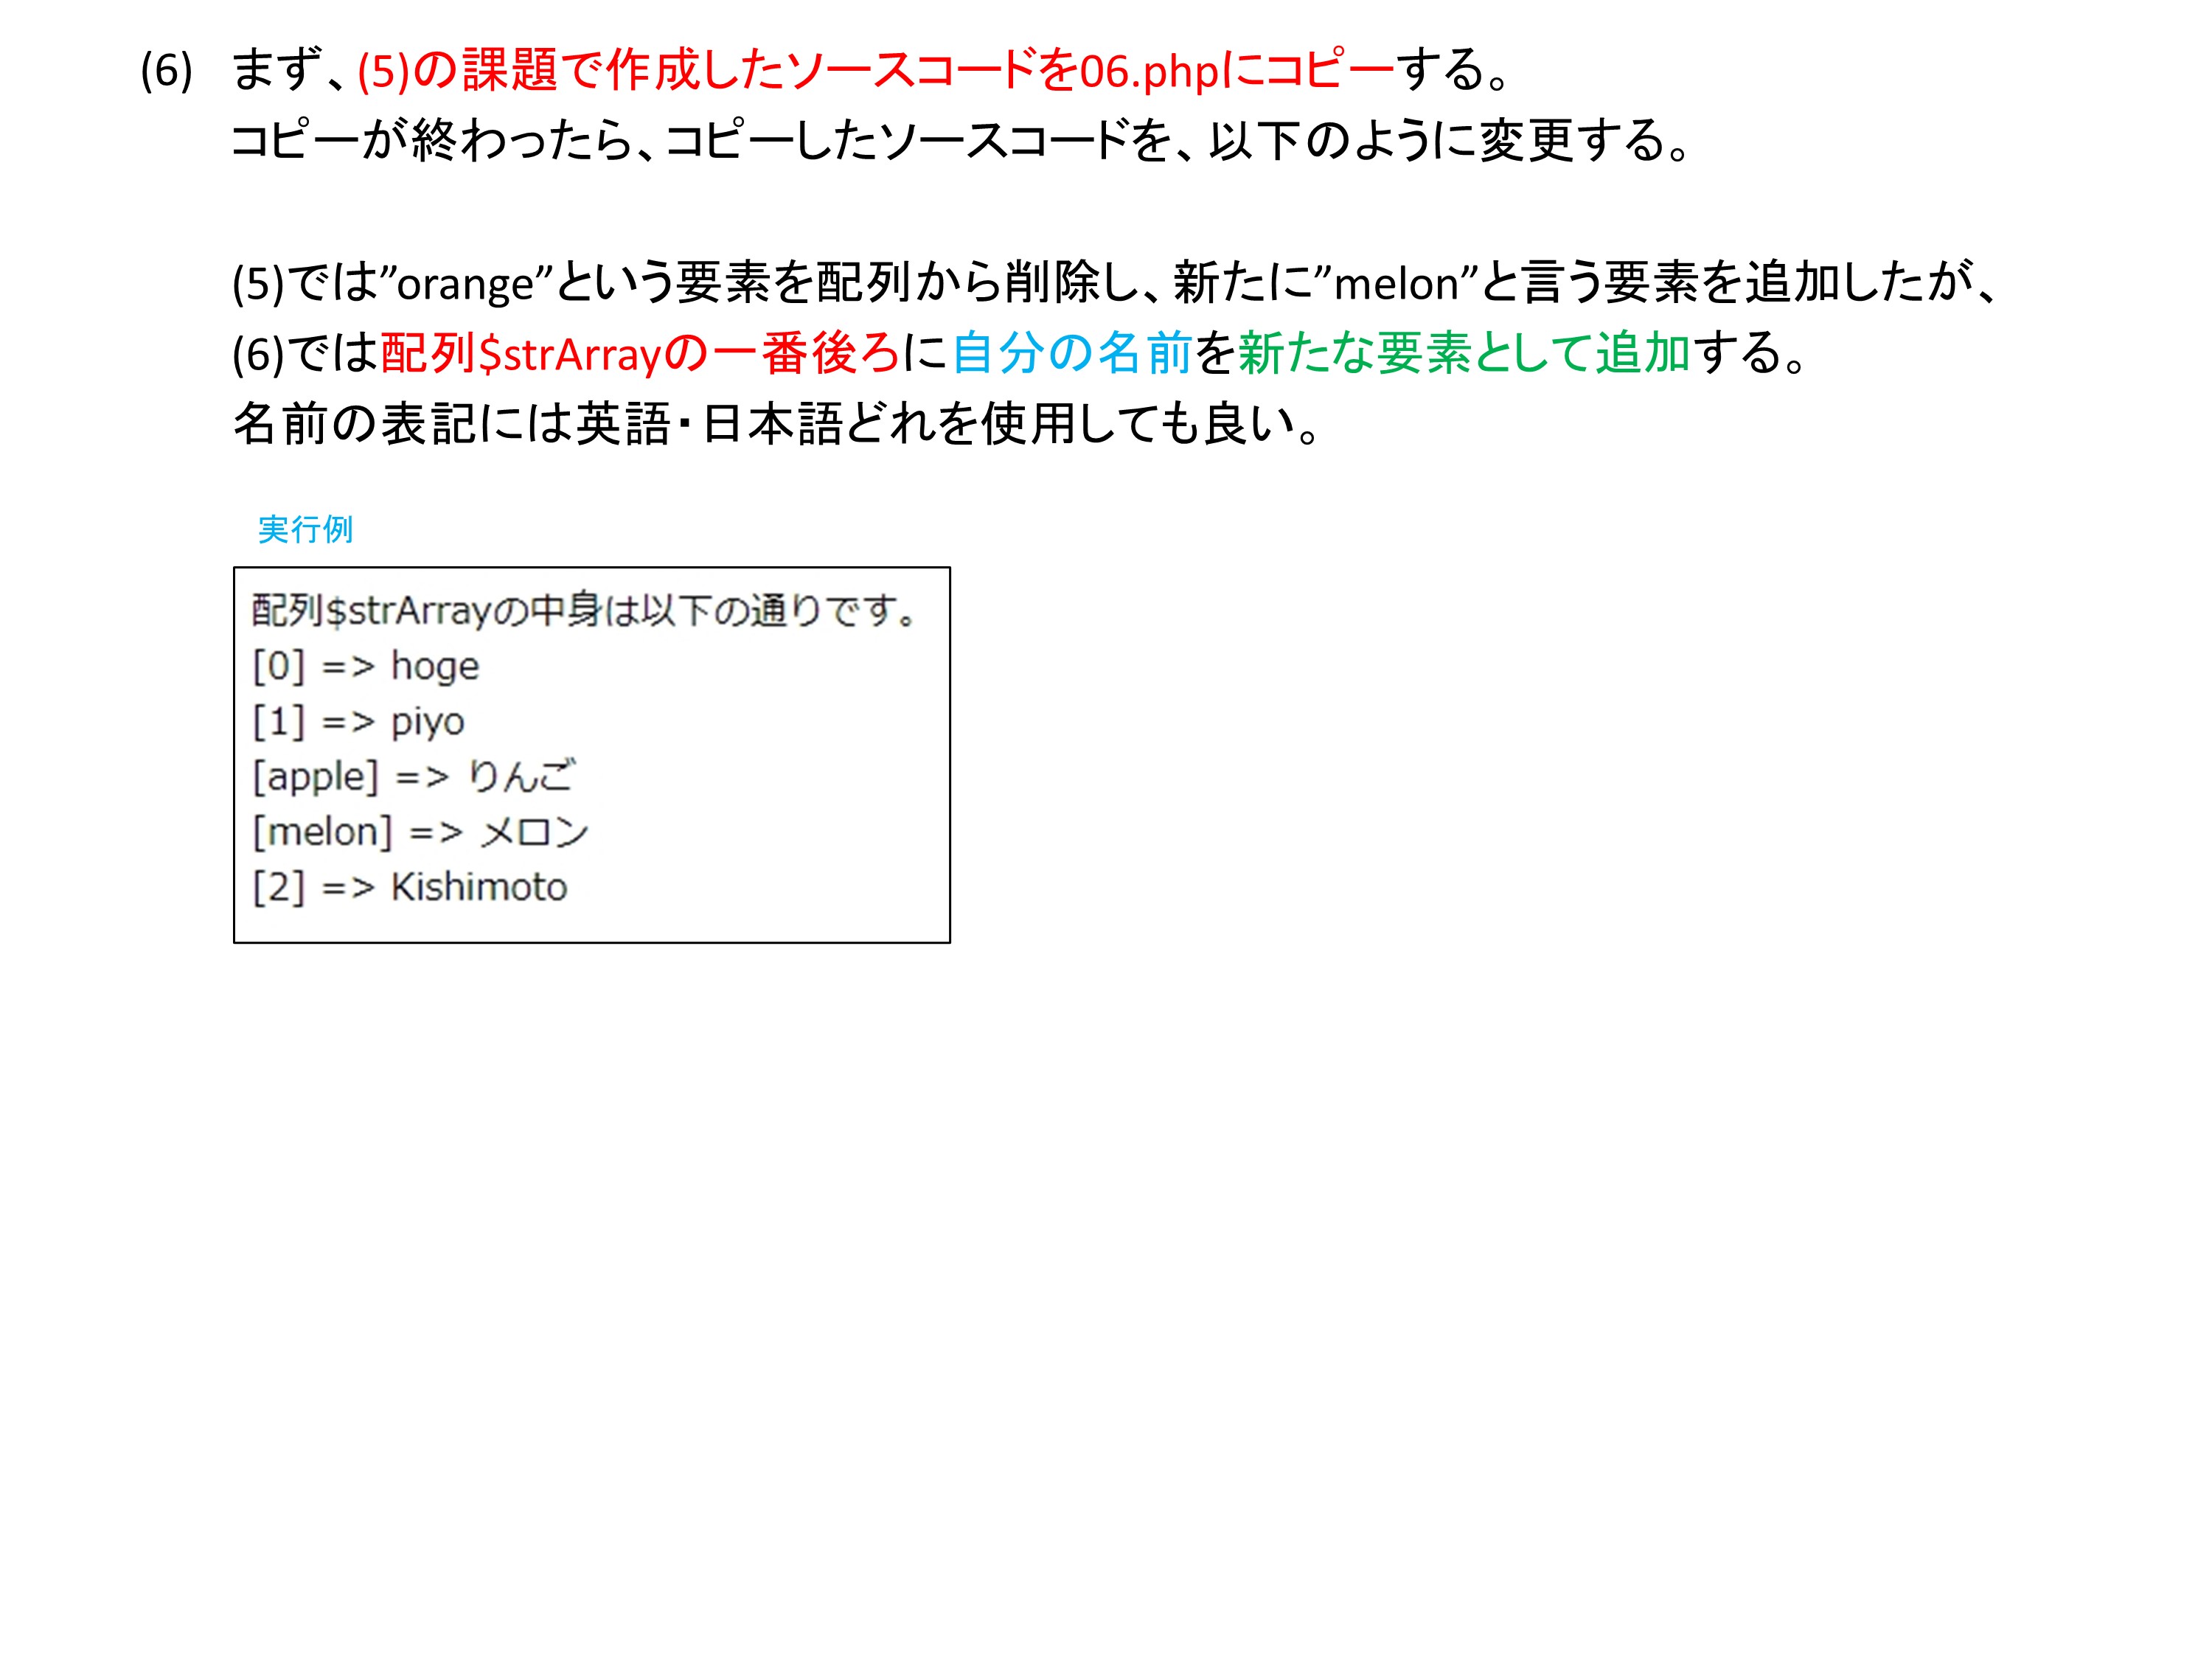 (6) まず、(5)の課題で作成したソースコードを06.phpにコピーする。
コピーが終わったら、コピーしたソースコードを、以下のように変更する。
(5)では”orange”という要素を配列から削除し、新たに”melon”と言う要素を追加したが、
(6)では配列$strArrayの一番後ろに自分の名前を新たな要素として追加する。
名前の表記には英語・日本語どれを使用しても良い。
実行例
配列$strArrayの中身は以下の通りです。
[0] => hoge
[1] => piyo
[apple] => りんご
[melon] => メロン
[2] => Kishimoto